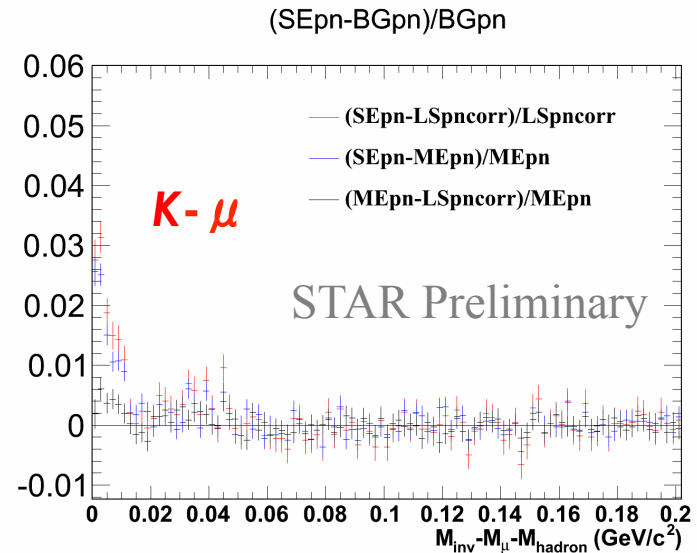 (SEpn-BGpn)/BGpn
0.06
0.05
0.04
0.03
0.02
0.01
0
-0.01
(SEpn-LSpncorr)/LSpncorr
(SEpn-MEpn)/MEpn
(MEpn-LSpncorr)/MEpn
K- μ
STAR Preliminary
0 0.02 0.04 0.06 0.08 0.1 0.12 0.14 0.16 0.18 0.2
M_inv-M_μ-M_hadron (GeV/c²)